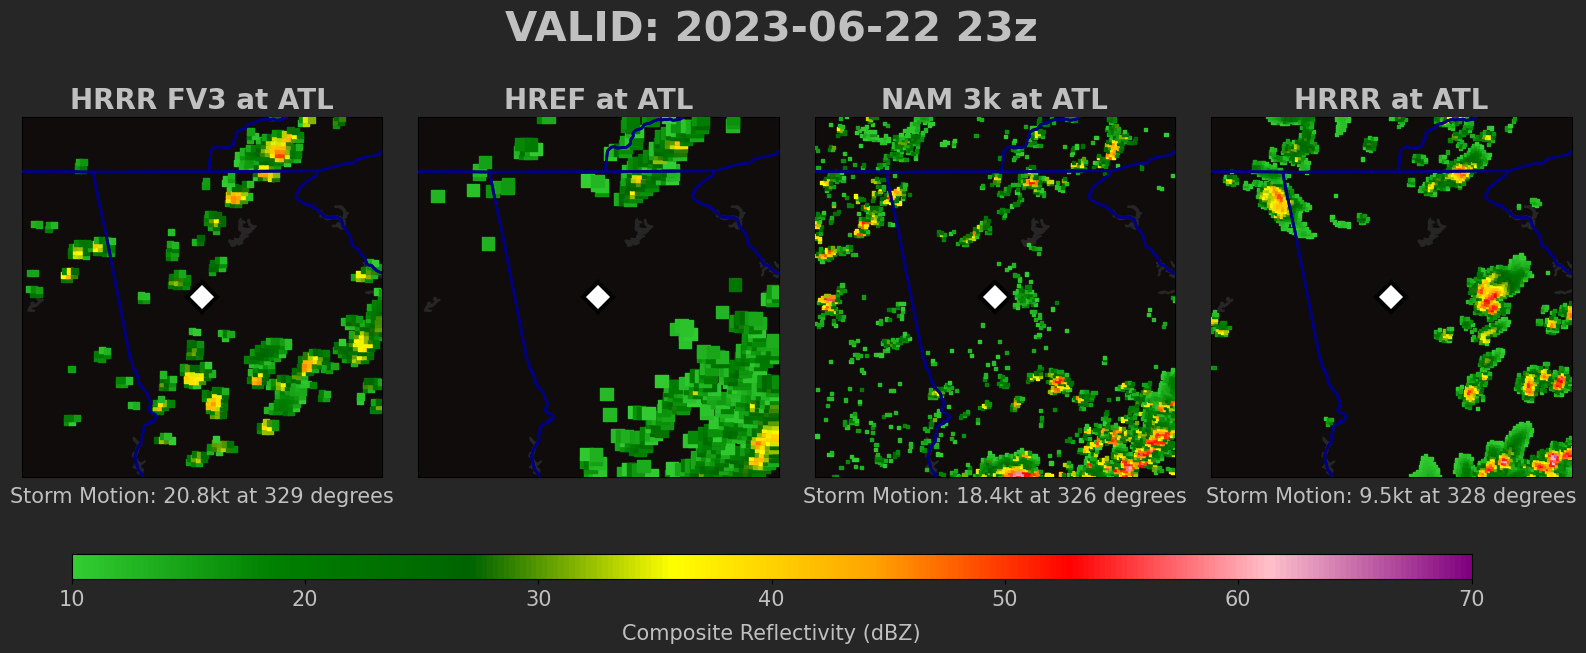 VALID: 2023-06-22 23z
HRRR FV3 at ATL
HREF at ATL
NAM 3k at ATL
HRRR at ATL
Storm Motion: 20.8kt at 329 degrees
Storm Motion: 18.4kt at 326 degrees
Storm Motion: 9.5kt at 328 degrees
10 20 30 40 50 60 70
Composite Reflectivity (dBZ)